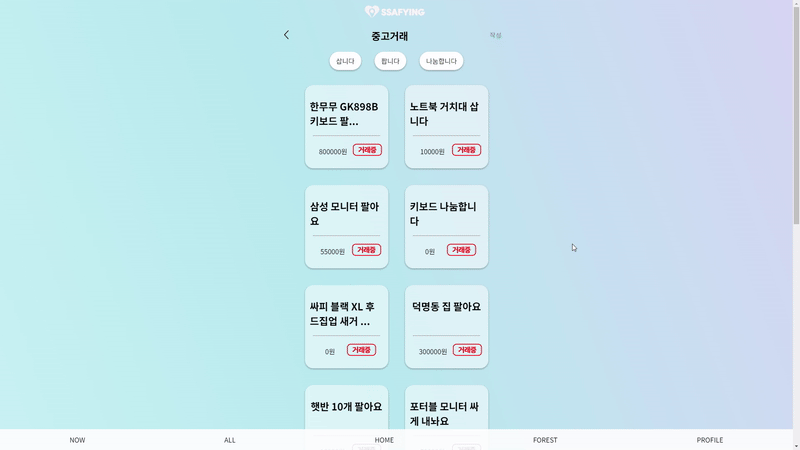 SSAFYING
중고거래
작성
삽니다
팝니다
나눔합니다
한무무 GK898B
키보드 팔...
800000원
거래중
노트북 거치대 삽
니다
10000원
거래중
삼성 모니터 팔아
요
55000원
거래중
키보드 나눔합니
다
0원
거래중
싸피 블랙 XL 후
드집업 새거 ...
0원
거래중
덕명동 집 팔아요
300000원
거래중
햇반 10개 팔아요
포터블 모니터 싸
게 내놔요
NOW
ALL
HOME
FOREST
PROFILE